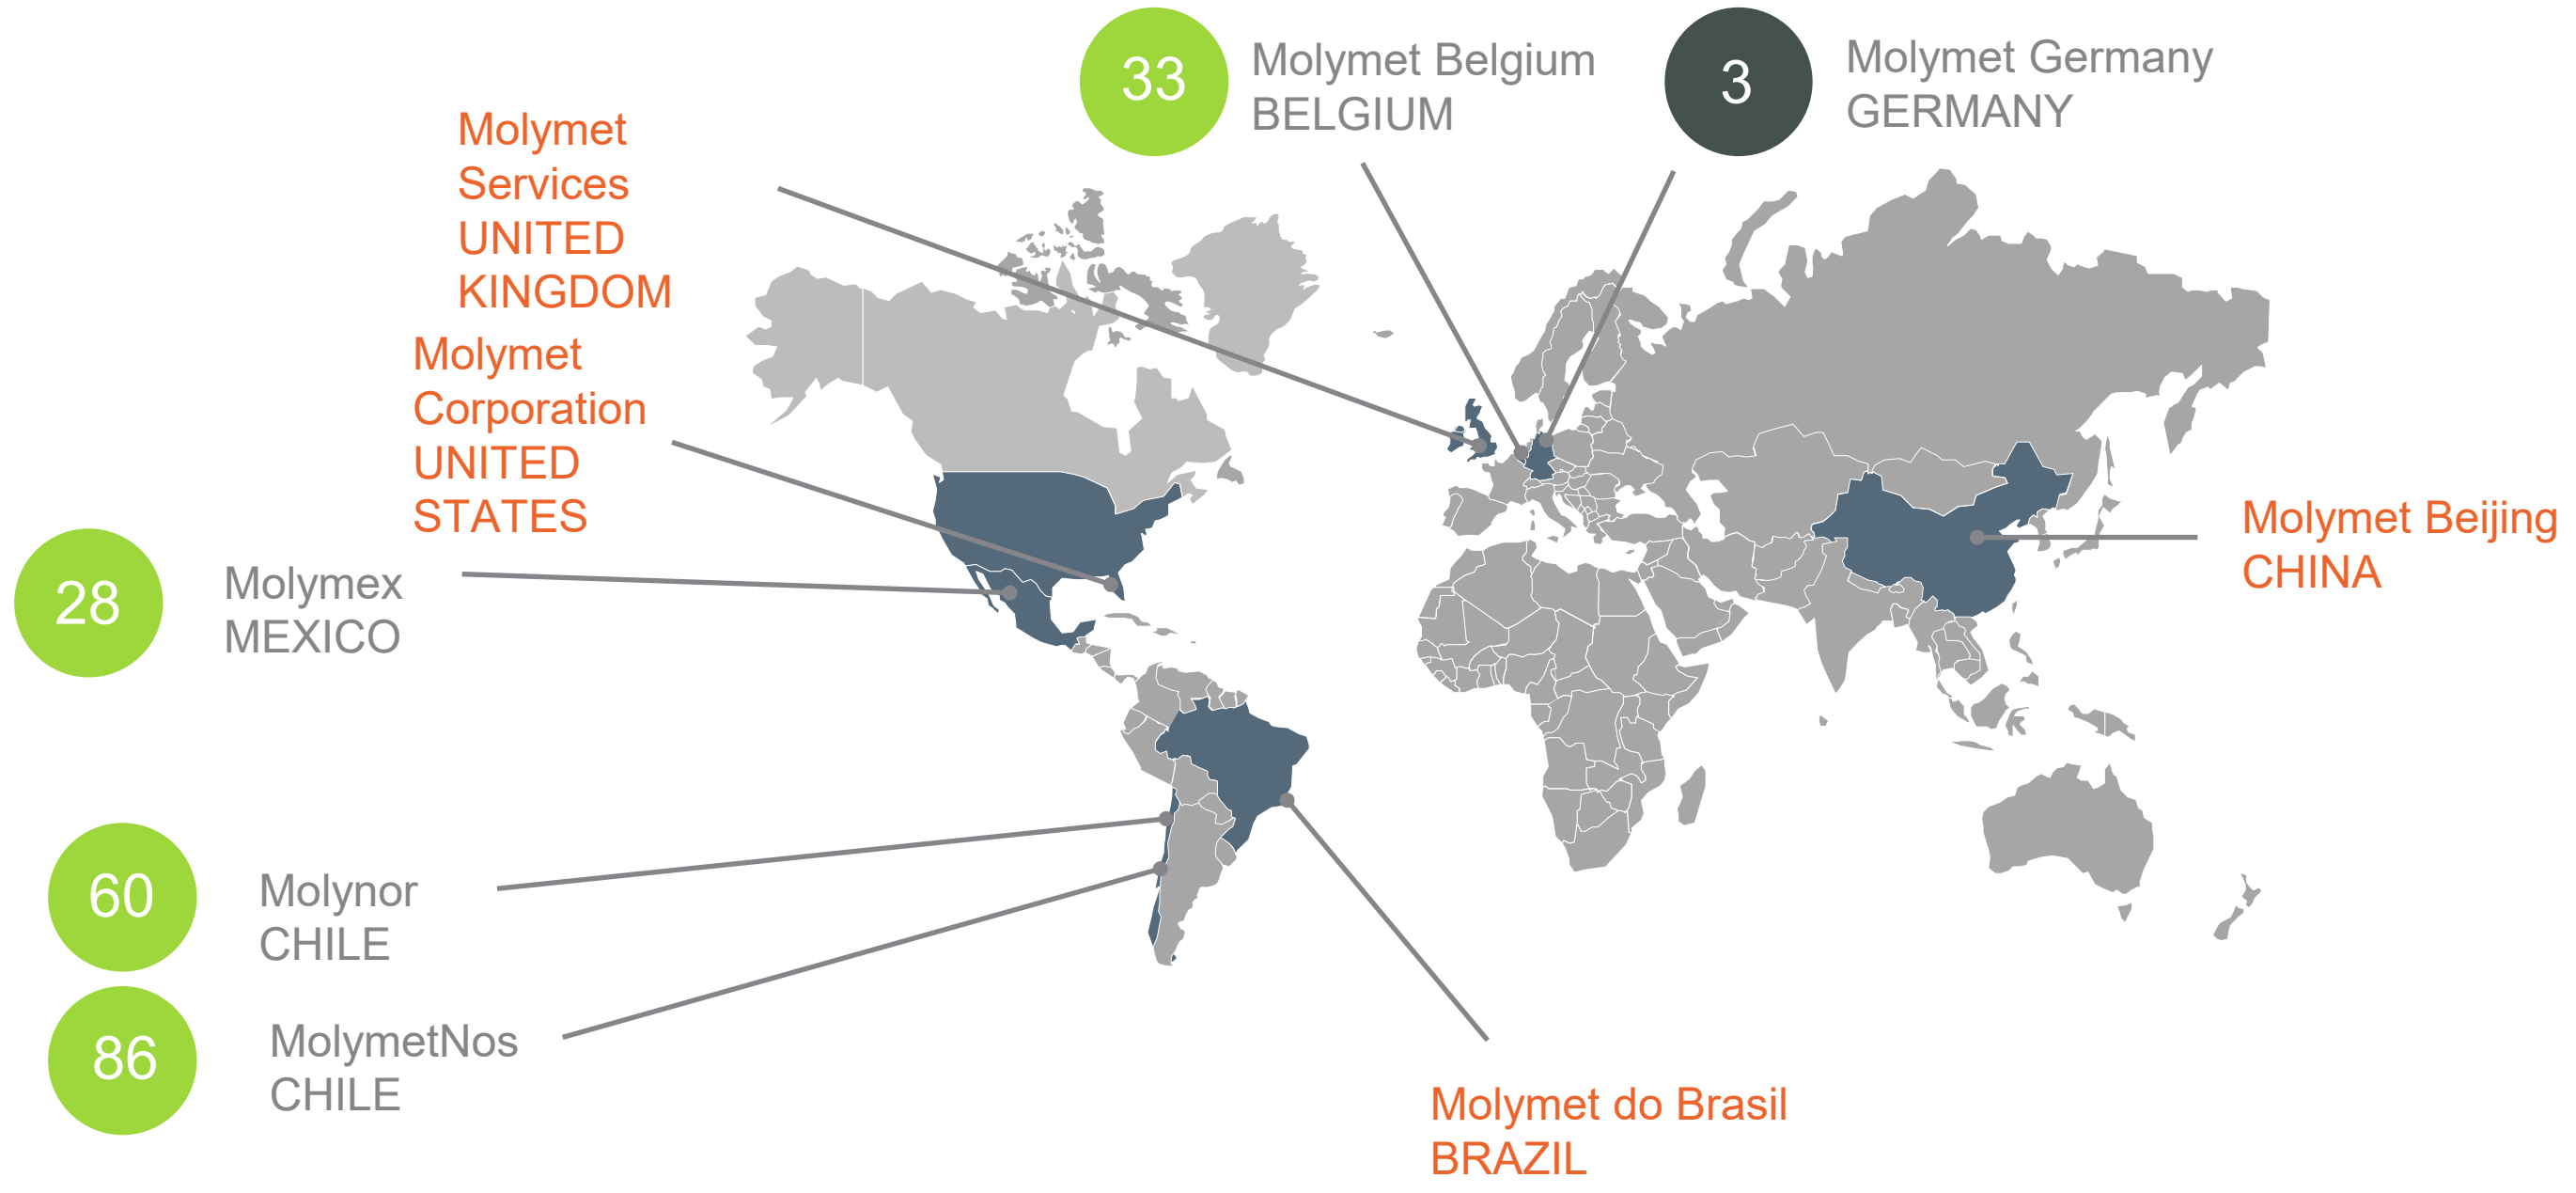 33
Molymet Belgium
BELGIUM
3
Molymet Germany
GERMANY
Molymet
Services
UNITED
KINGDOM
Molymet
Corporation
UNITED
STATES
28
Molymex
MEXICO
Molymet Beijing
CHINA
60
Molynor
CHILE
86
MolymetNos
CHILE
Molymet do Brasil
BRAZIL